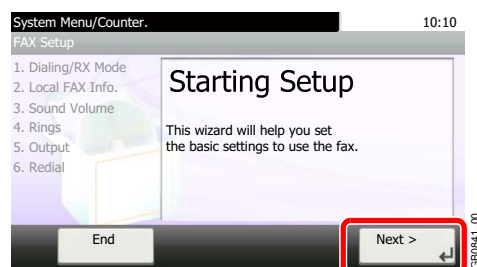 System Menu/Counter.
10:10
FAX Setup
1. Dialing/RX Mode
2. Local FAX Info.
3. Sound Volume
4. Rings
5. Output
6. Redial
Starting Setup
This wizard will help you set
the basic settings to use the fax.
End
Next >
GB0841_00